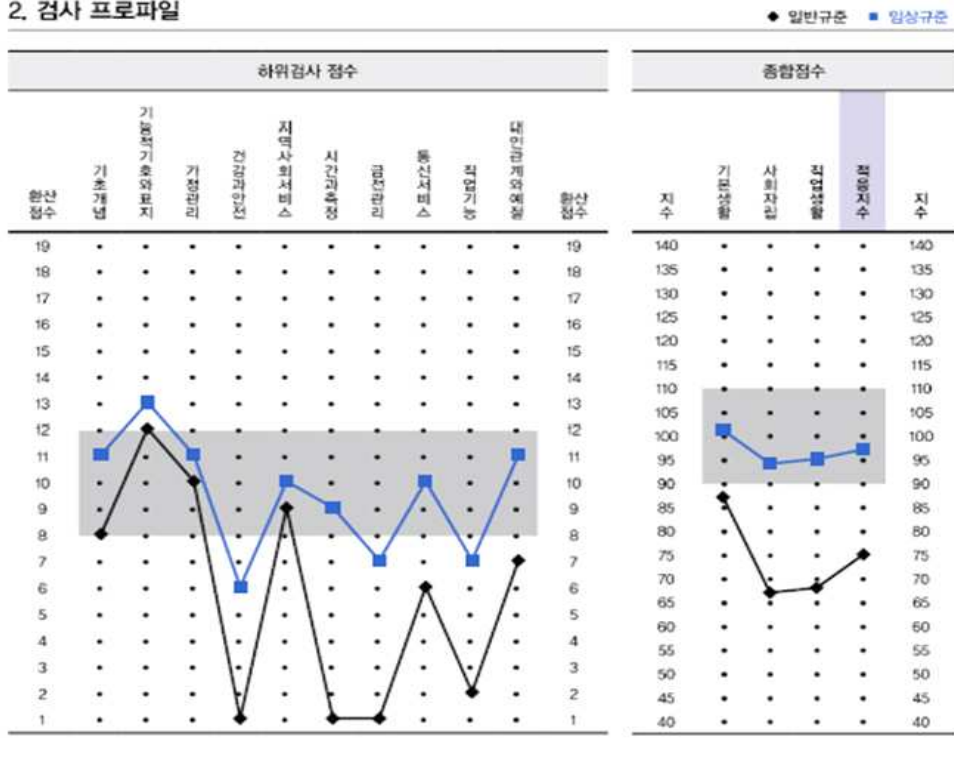 2. 검사 프로파일
◆ 일반규준 ■ 임상규준
하위검사 점수
환산점수
기초개념
기능적기호와표지
가정관리
건강과안전
지역사회서비스
시간과측정
금전관리
통신서비스
직업기능
대인관계와예절
환산점수
19 19
18 18
17 17
16 16
15 15
14 14
13 13
12 12
11 11
10 10
9 9
8 8
7 7
6 6
5 5
4 4
3 3
2 2
1 1
종합점수
지수
기본생활
사회자립
직업생활
적응지수
지수
140 140
135 135
130 130
125 125
120 120
115 115
110 110
105 105
100 100
95 95
90 90
85 85
80 80
75 75
70 70
65 65
60 60
55 55
50 50
45 45
40 40